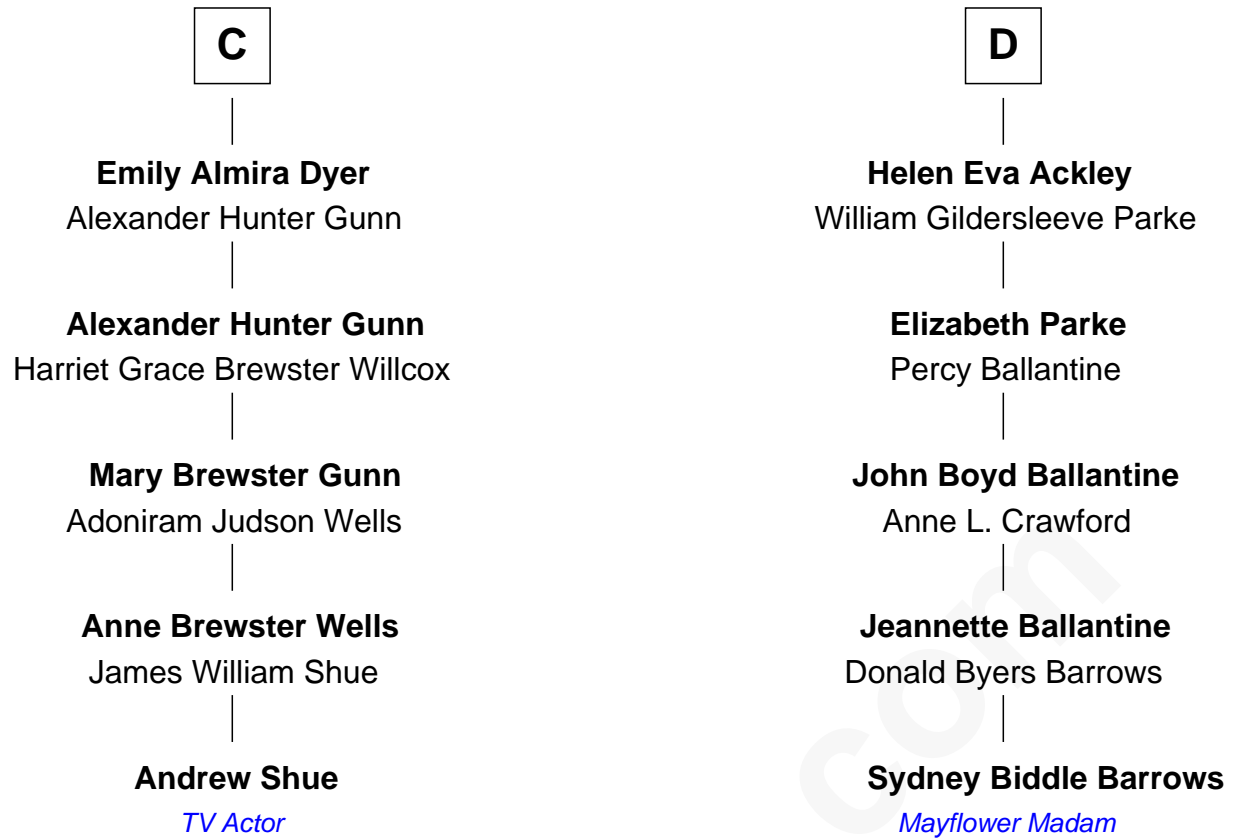 C
Emily Almira Dyer
Alexander Hunter Gunn
Alexander Hunter Gunn
Harriet Grace Brewster Willcox
Mary Brewster Gunn
Adoniram Judson Wells
Anne Brewster Wells
James William Shue
Andrew Shue
TV Actor
D
Helen Eva Ackley
William Gildersleeve Parke
Elizabeth Parke
Percy Ballantine
John Boyd Ballantine
Anne L. Crawford
Jeannette Ballantine
Donald Byers Barrows
Sydney Biddle Barrows
Mayflower Madam
com